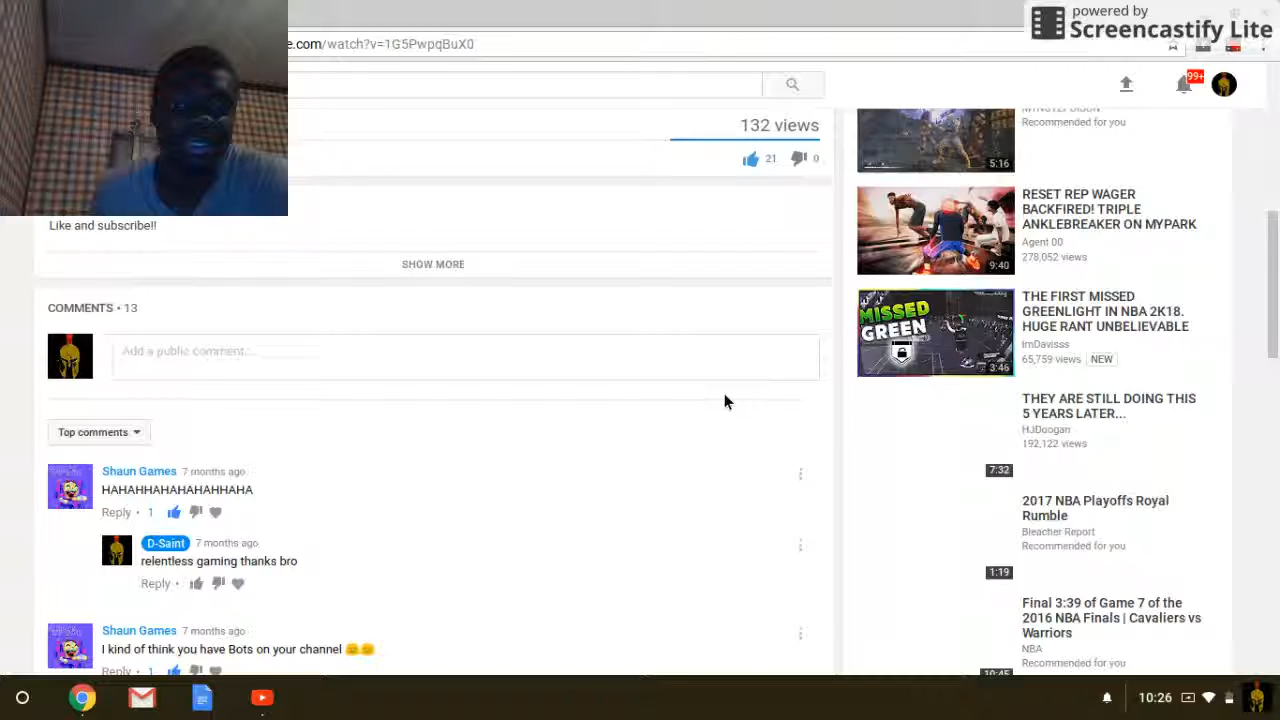 powered by
Screencastify Lite
e.com/watch?v=1G5PwpqBuX0
99+
132 views
21
0
Like and subscribe!!
SHOW MORE
COMMENTS • 13
Add a public comment...
Top comments
Shaun Games 7 months ago
HAHAHHAHAHAHAHHAHA
Reply • 1
D-Saint 7 months ago
relentless gaming thanks bro
Reply •
Shaun Games 7 months ago
I kind of think you have Bots on your channel
Reply • 1
Recommended for you
5:16
RESET REP WAGER
BACKFIRED! TRIPLE
ANKLEBREAKER ON MYPARK
Agent 00
278,052 views
9:40
THE FIRST MISSED
GREENLIGHT IN NBA 2K18.
HUGE RANT UNBELIEVABLE
ImDavisss
65,759 views NEW
MISSED
GREEN
3:46
THEY ARE STILL DOING THIS
5 YEARS LATER...
HJDoogan
192,122 views
7:32
2017 NBA Playoffs Royal
Rumble
Bleacher Report
Recommended for you
1:19
Final 3:39 of Game 7 of the
2016 NBA Finals | Cavaliers vs
Warriors
NBA
Recommended for you
10:26